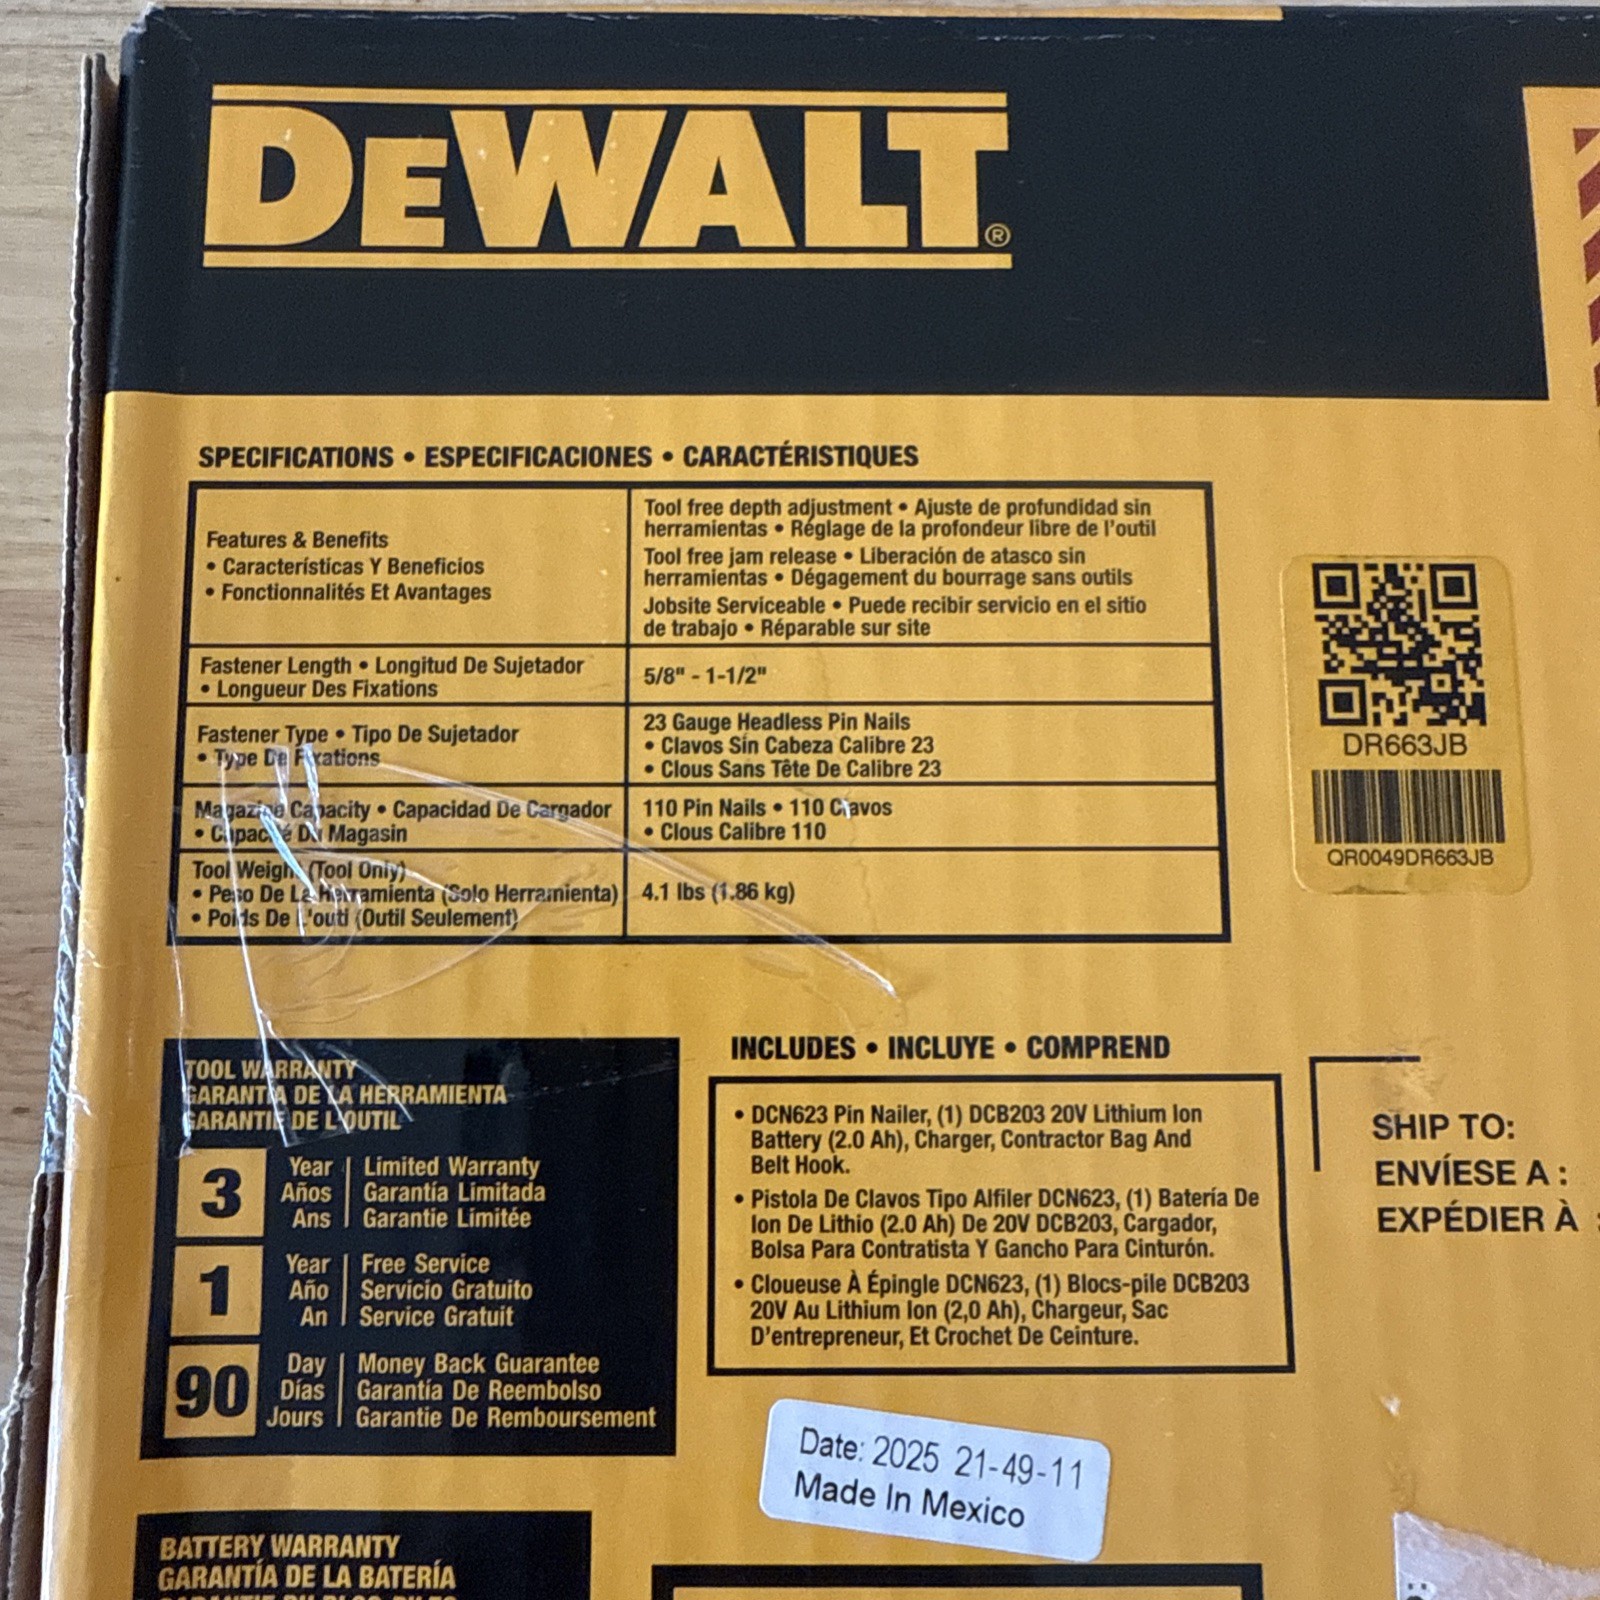 DEWALT®
SPECIFICATIONS • ESPECIFICACIONES • CARACTÉRISTIQUES
Features & Benefits
• Características Y Beneficios
• Fonctionnalités Et Avantages
Tool free depth adjustment • Ajuste de profundidad sin
herramientas • Réglage de la profondeur libre de l'outil
Tool free jam release • Liberación de atasco sin
herramientas • Dégagement du bourrage sans outils
Jobsite Serviceable • Puede recibir servicio en el sitio
de trabajo • Réparable sur site
Fastener Length • Longitud De Sujetador
• Longueur Des Fixations
5/8" - 1-1/2"
Fastener Type • Tipo De Sujetador
• Type De Fixations
23 Gauge Headless Pin Nails
• Clavos Sin Cabeza Calibre 23
• Clous Sans Tête De Calibre 23
Magazine Capacity • Capacidad De Cargador
• Capacité Du Magasin
110 Pin Nails • 110 Clavos
• Clous Calibre 110
Tool Weight (Tool Only)
• Peso De La Herramienta (Solo Herramienta)
• Poids De L'outi (Outil Seulement)
4.1 lbs (1.86 kg)
DR663JB
QR0049DR663JB
TOOL WARRANTY
GARANTÍA DE LA HERRAMIENTA
GARANTIE DE L'OUTIL
3
Year | Limited Warranty
Años | Garantía Limitada
Ans | Garantie Limitée
1
Year | Free Service
Año | Servicio Gratuito
An | Service Gratuit
90
Day | Money Back Guarantee
Días | Garantía De Reembolso
Jours | Garantie De Remboursement
INCLUDES • INCLUYE • COMPREND
• DCN623 Pin Nailer, (1) DCB203 20V Lithium Ion
Battery (2.0 Ah), Charger, Contractor Bag And
Belt Hook.
• Pistola De Clavos Tipo Alfiler DCN623, (1) Batería De
Ion De Lithio (2.0 Ah) De 20V DCB203, Cargador,
Bolsa Para Contratista Y Gancho Para Cinturón.
• Cloueuse À Épingle DCN623, (1) Blocs-pile DCB203
20V Au Lithium Ion (2,0 Ah), Chargeur, Sac
D'entrepreneur, Et Crochet De Ceinture.
SHIP TO:
ENVÍESE A :
EXPÉDIER À :
Date: 2025 21-49-11
Made In Mexico
BATTERY WARRANTY
GARANTÍA DE LA BATERÍA